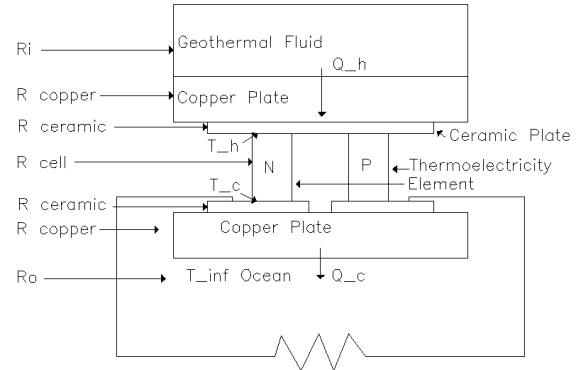 Geothermal Fluid
Ri
Q_h
R copper
Copper Plate
R ceramic
Ceramic Plate
T_h
R cell
N
P
Thermoelectricity
Element
T_c
R ceramic
R copper
Copper Plate
Ro
T_inf Ocean
Q_c